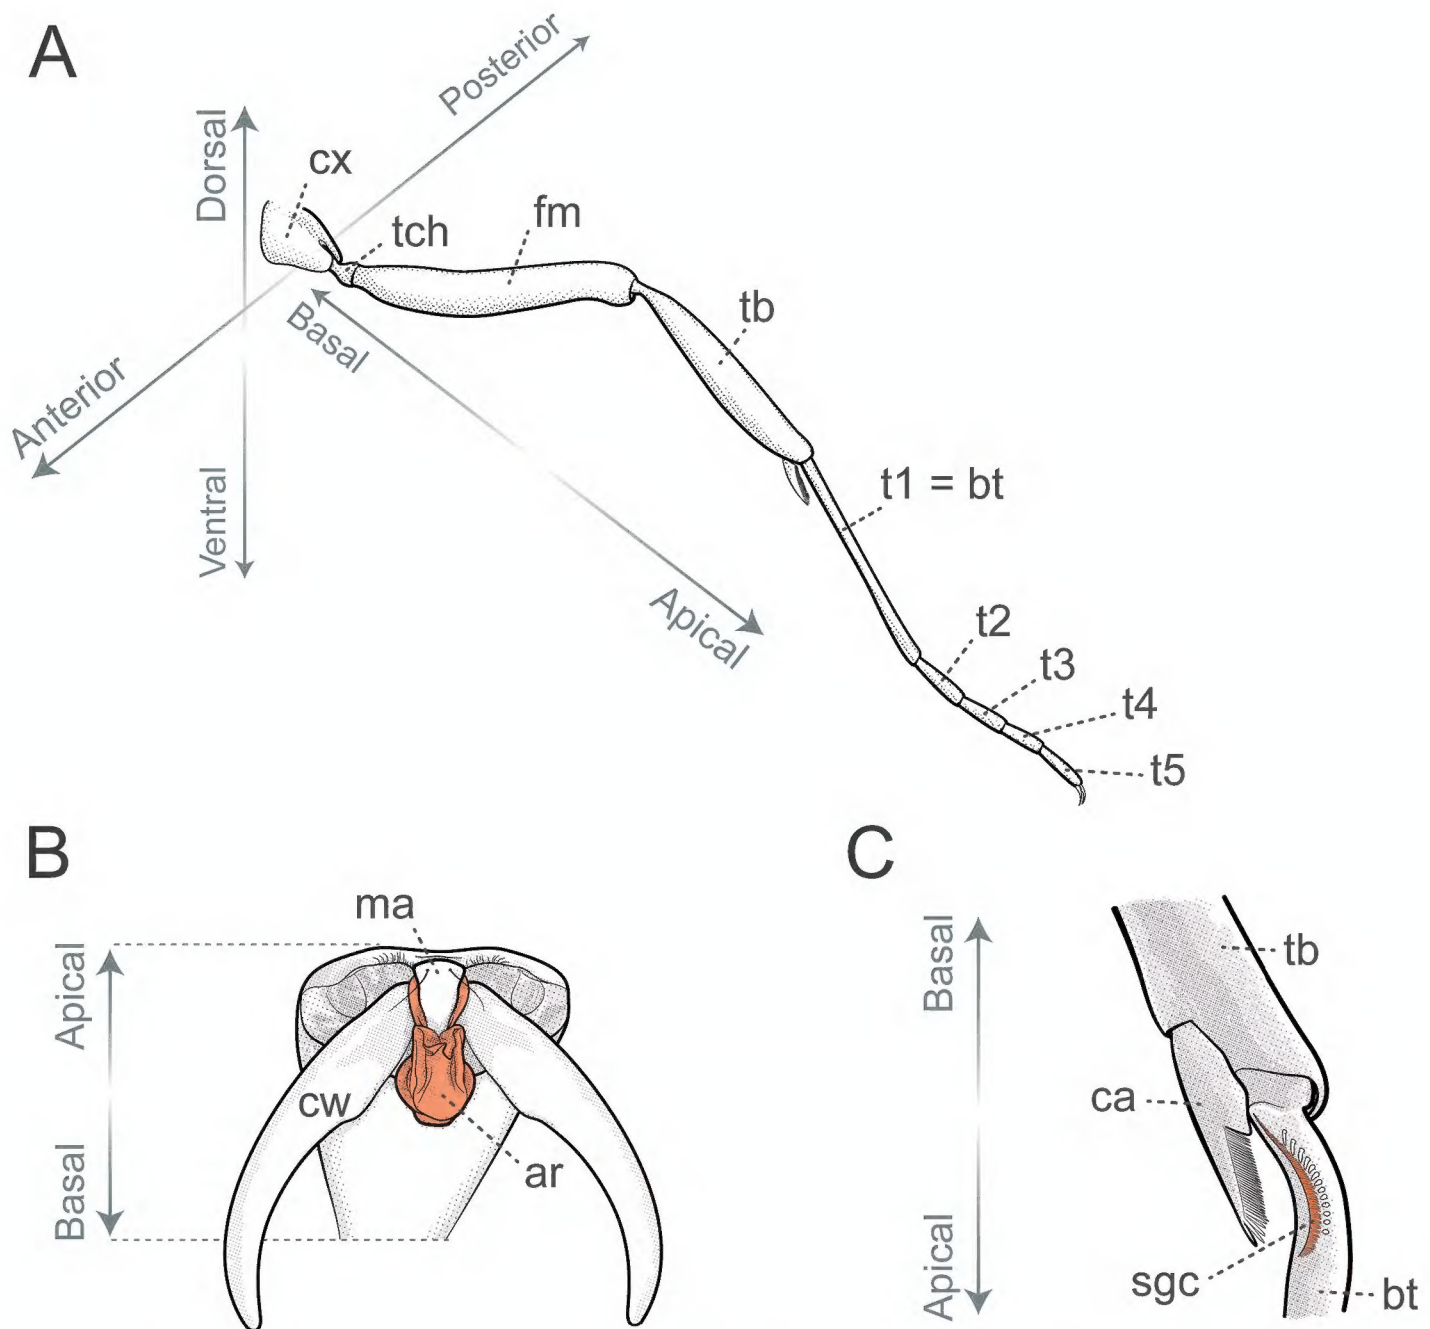 A
Posterior
Dorsal
cx
tch
fm
tb
Basal
Anterior
Ventral
t1 = bt
Apical
t2
t3
t4
t5
B
ma
Apical
cw
Basal
ar
C
Basal
tb
ca
Apical
sgc
bt